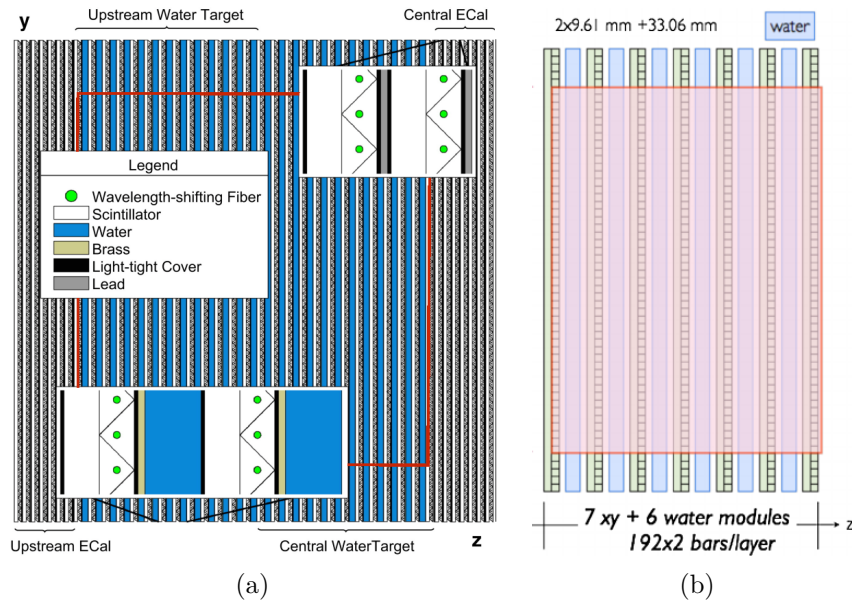 y
Upstream Water Target
Central ECal
Legend
Wavelength-shifting Fiber
Scintillator
Water
Brass
Light-tight Cover
Lead
Upstream ECal
Central WaterTarget
z
(a)
2x9.61 mm +33.06 mm
water
z
7 xy + 6 water modules
192x2 bars/layer
(b)